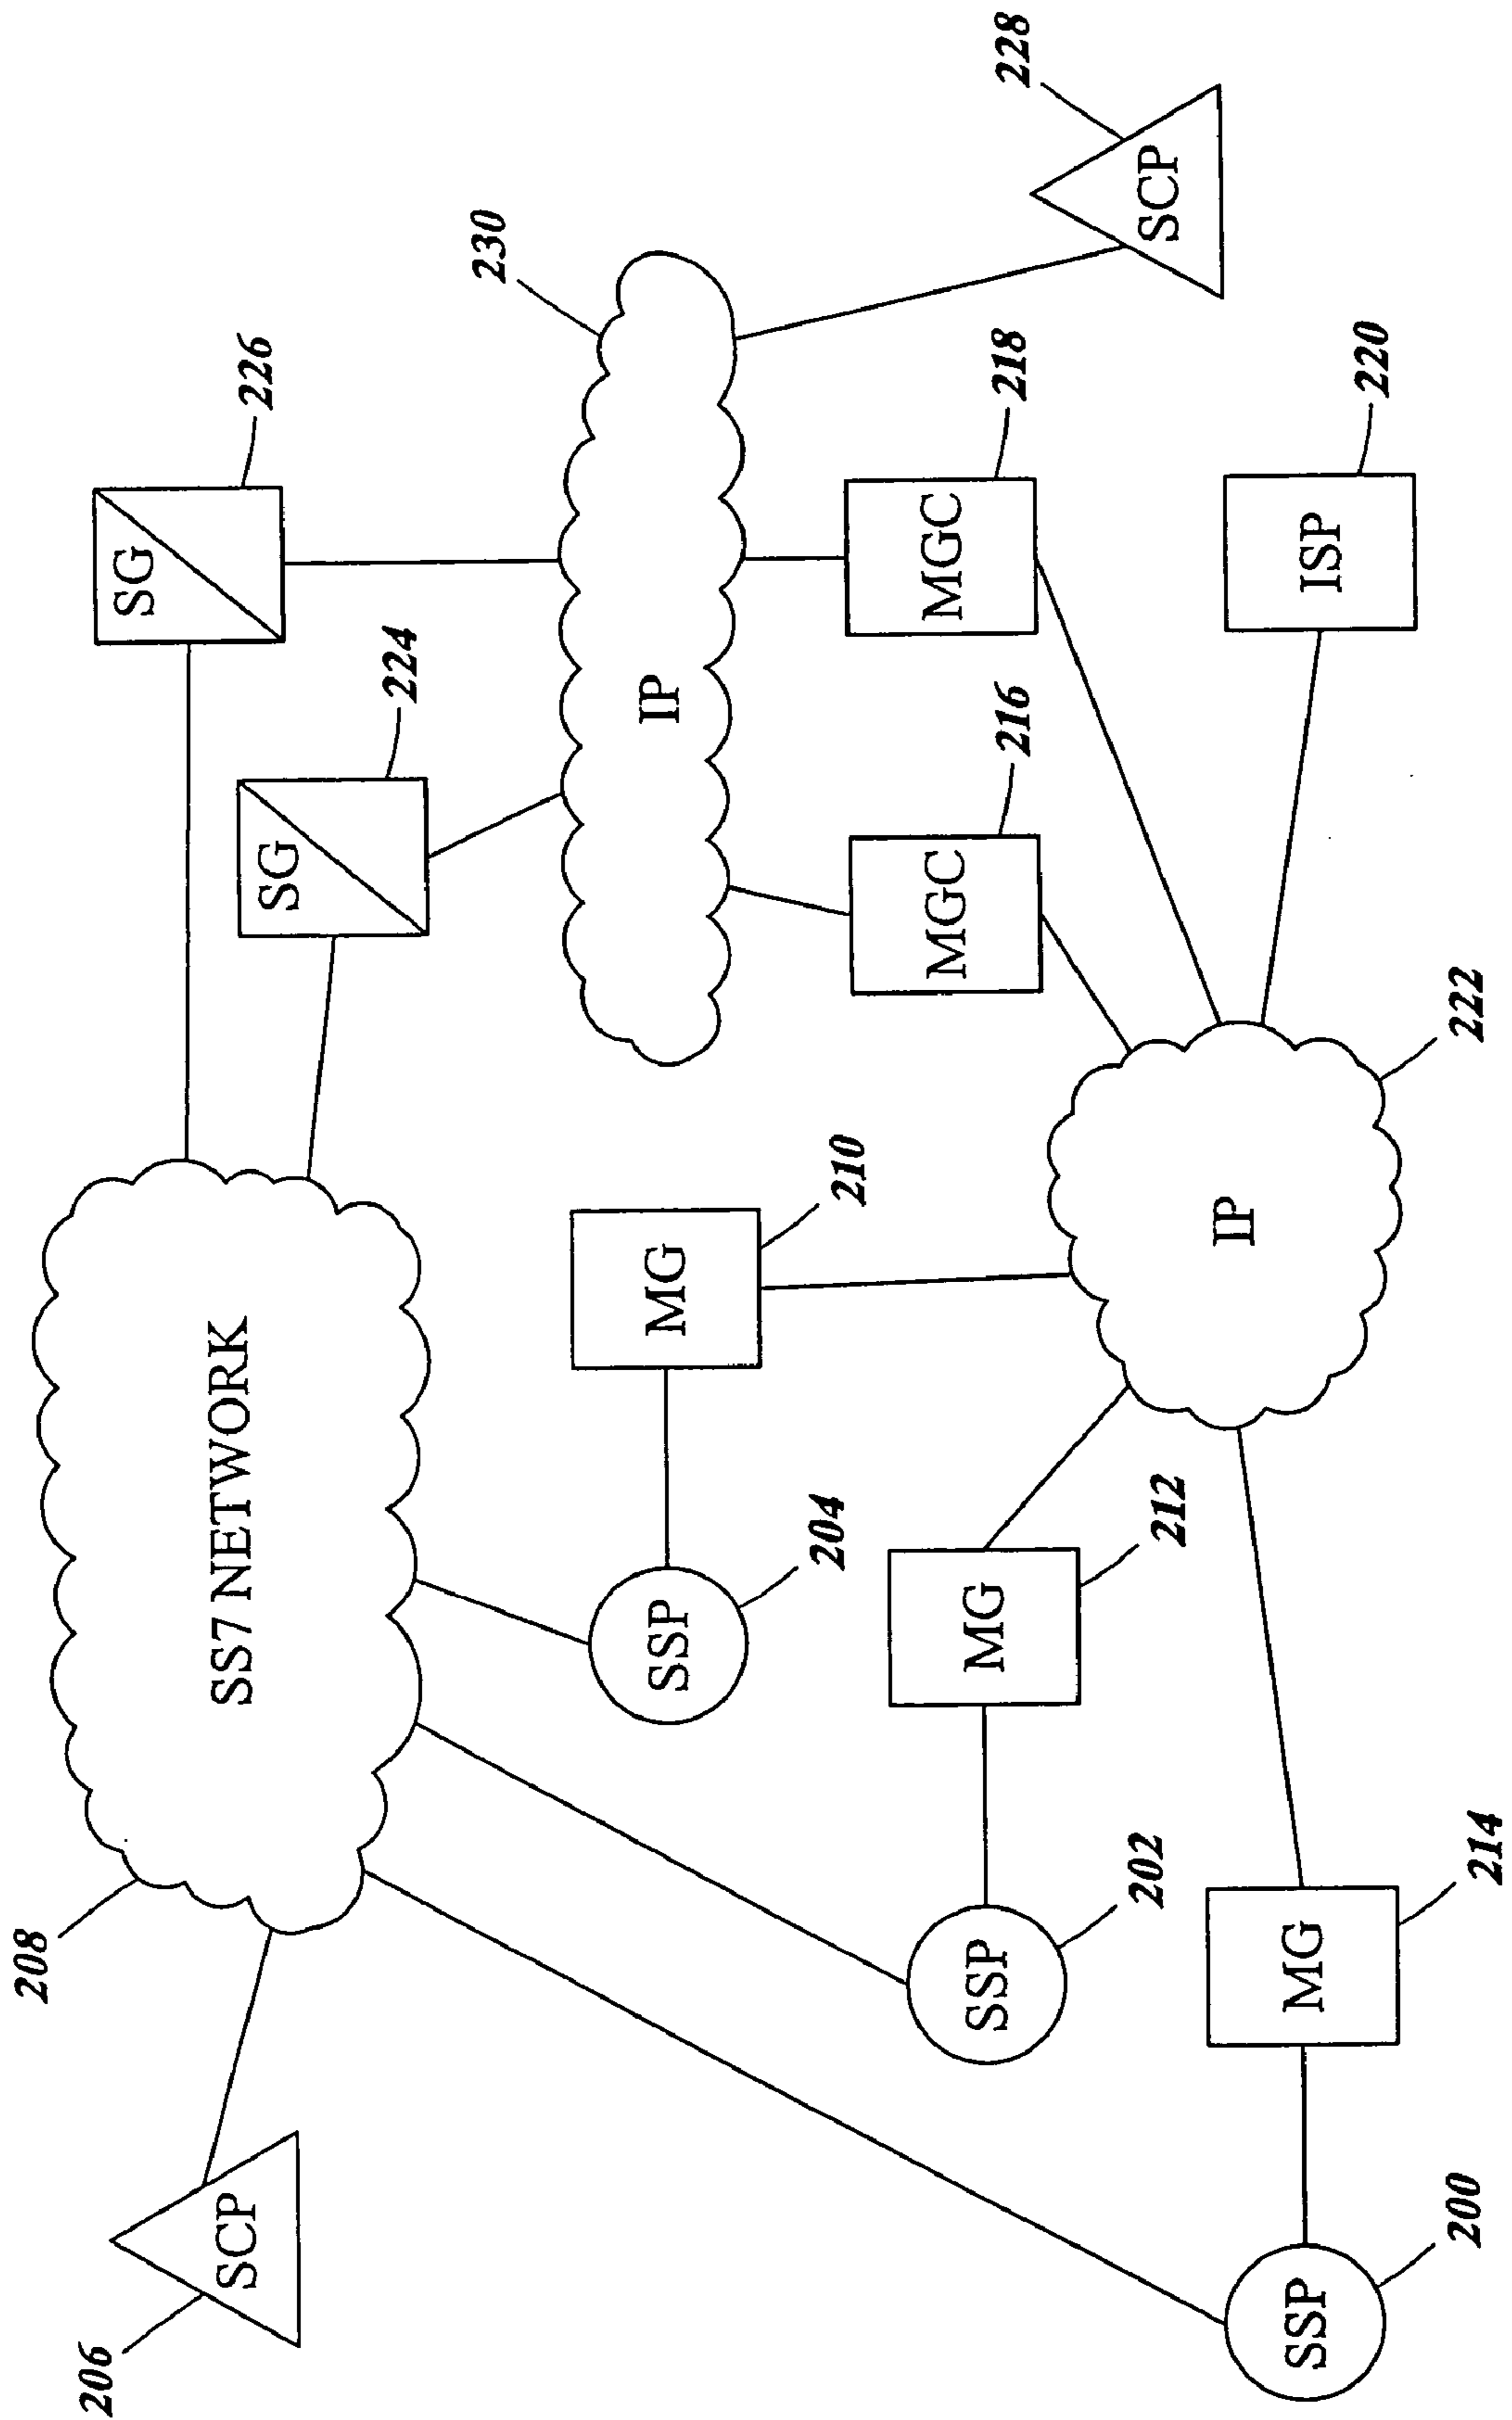 208
SS7 NETWORK
206
SCP
SG
226
SG
224
230
IP
SCP
228
MGC
218
MGC
216
ISP
220
MG
210
SSP
204
MG
212
SSP
202
MG
214
SSP
200
IP
222